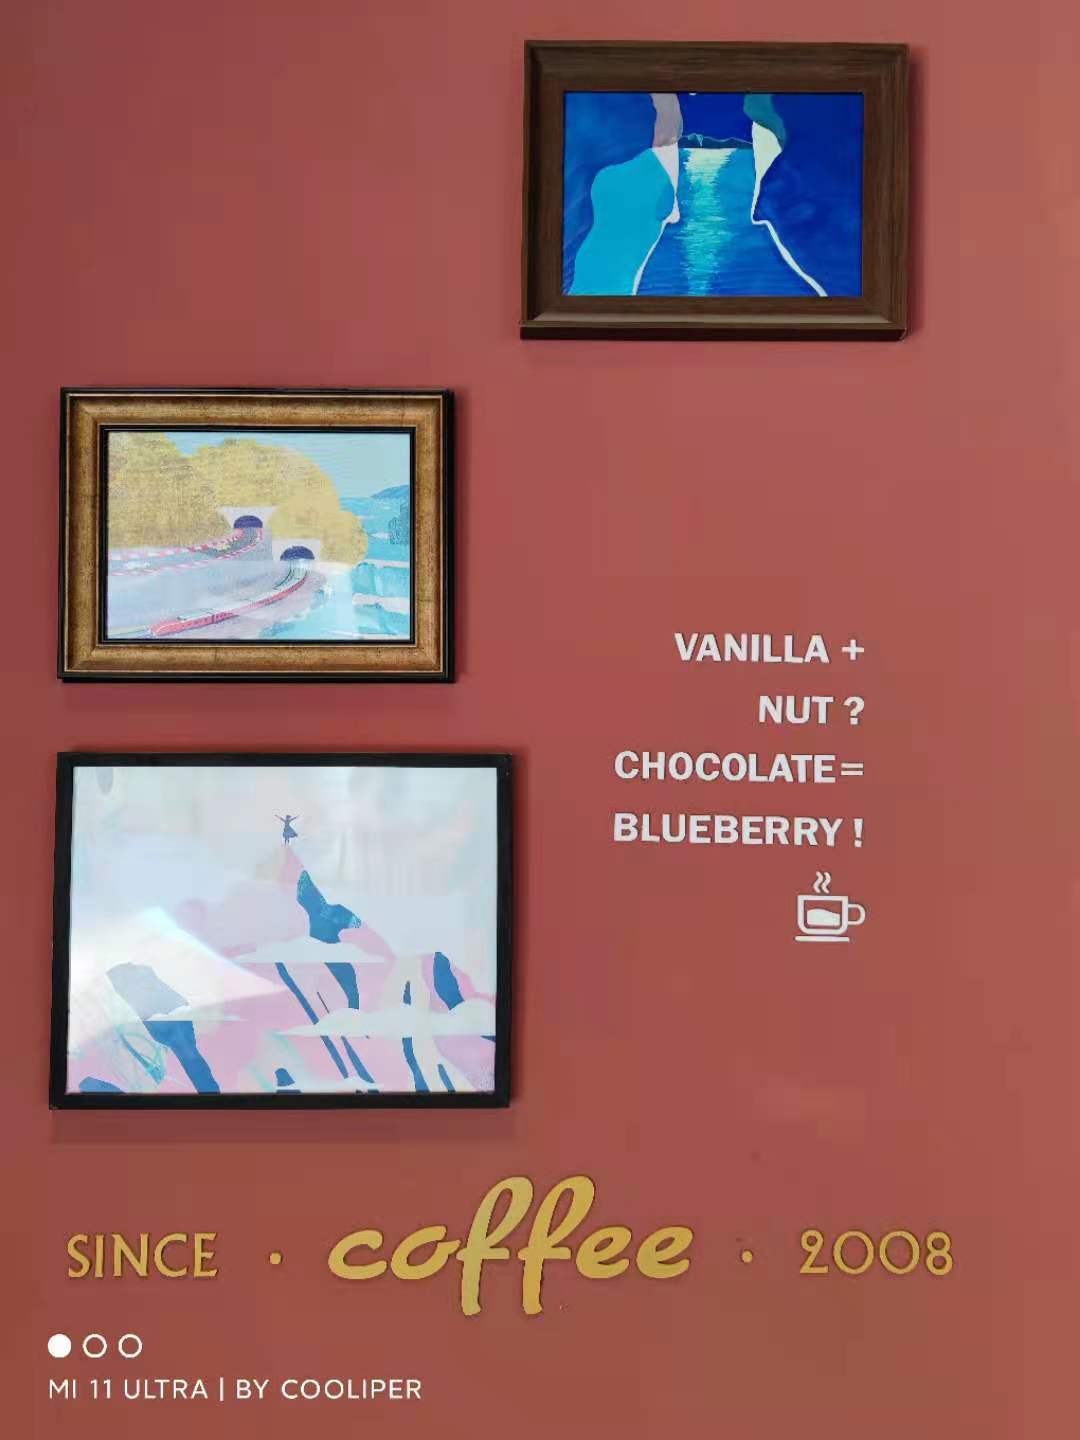 VANILLA +
NUT ?
CHOCOLATE=
BLUEBERRY !
SINCE · coffee · 2008
MI 11 ULTRA | BY COOLIPER